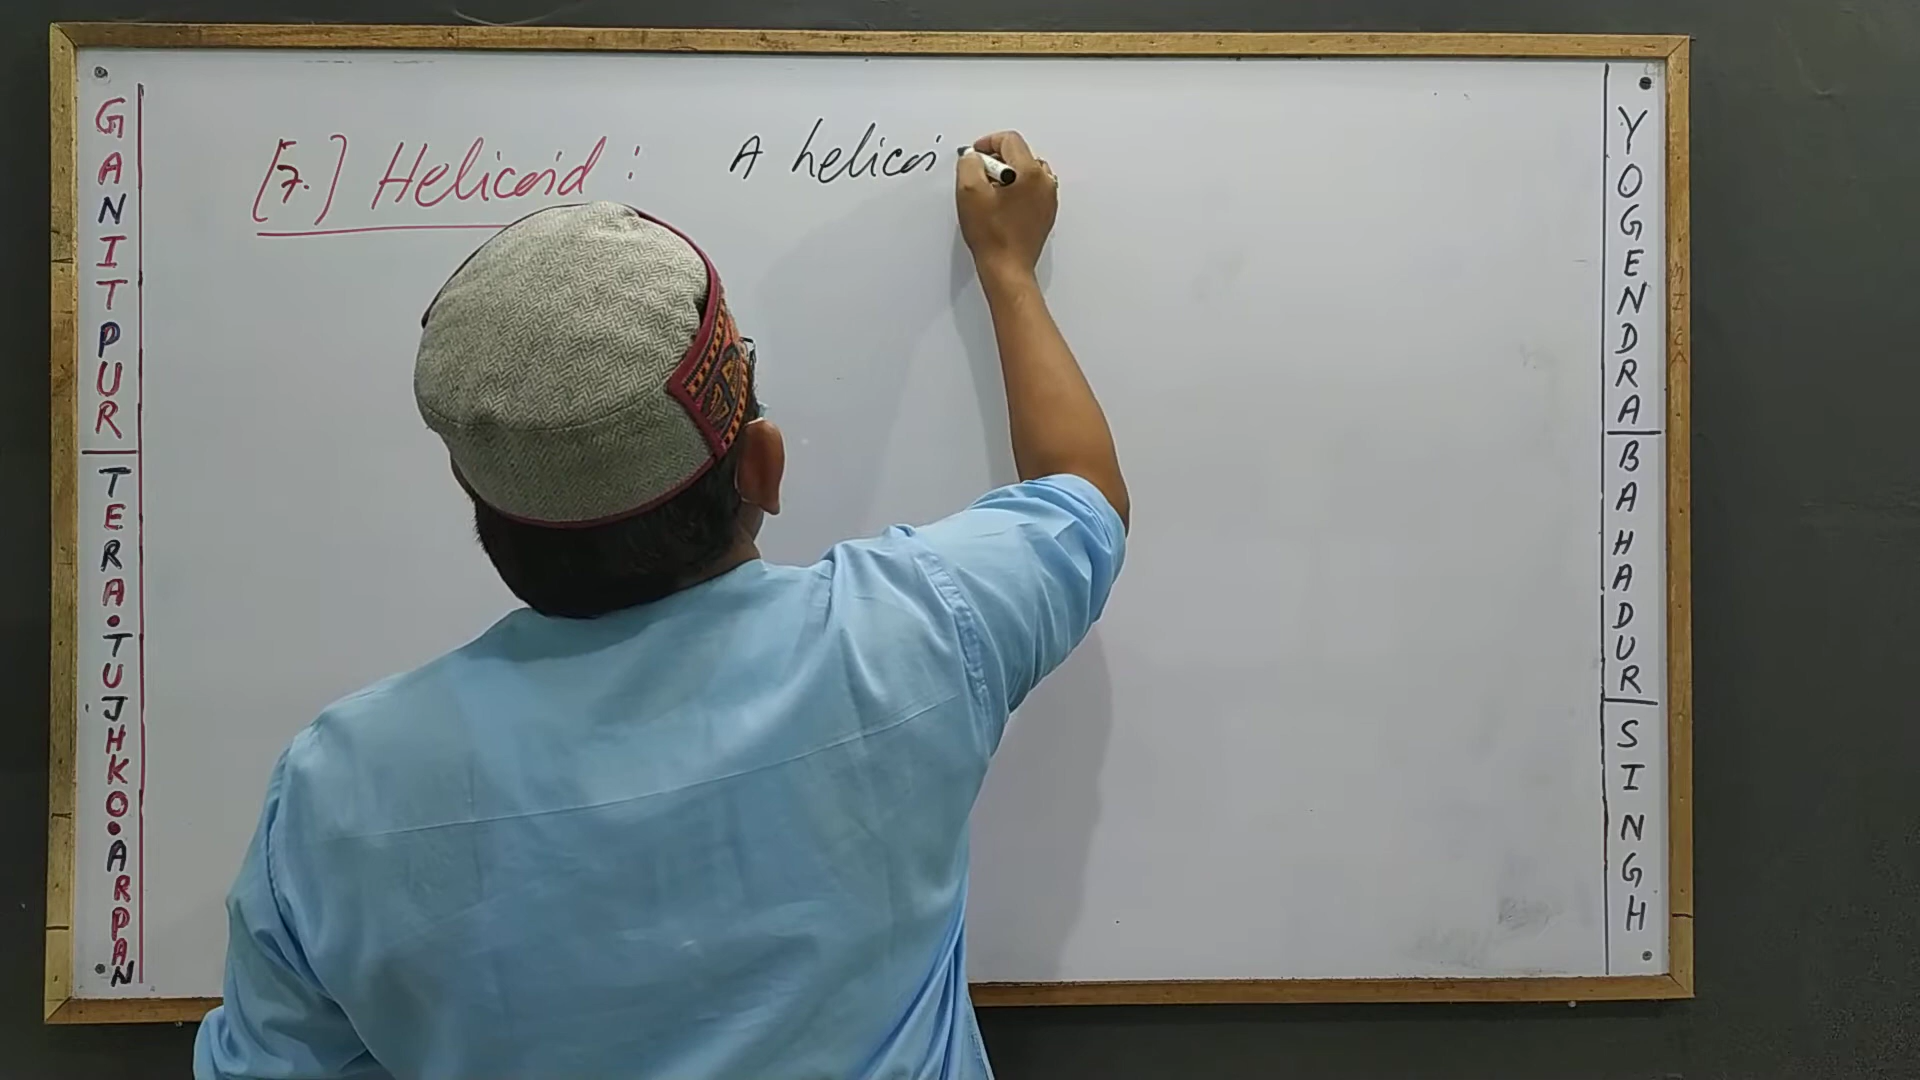 GANITPUR
TERA.TUJHKO.ARPAN
[7.] Helicoid : A helicoi
YOGENDRA
BAHADUR
SINGH